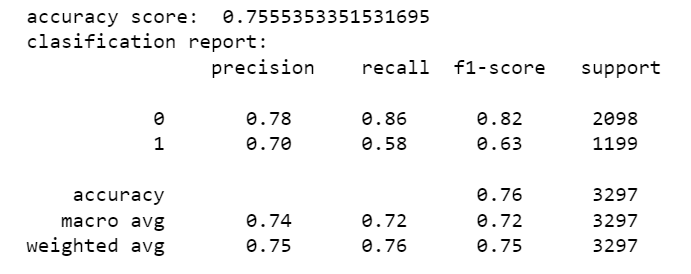 accuracy score:  0.7555353351531695
clasification report:
precision recall f1-score support
0 0.78 0.86 0.82 2098
1 0.70 0.58 0.63 1199
accuracy 0.76 3297
macro avg 0.74 0.72 0.72 3297
weighted avg 0.75 0.76 0.75 3297